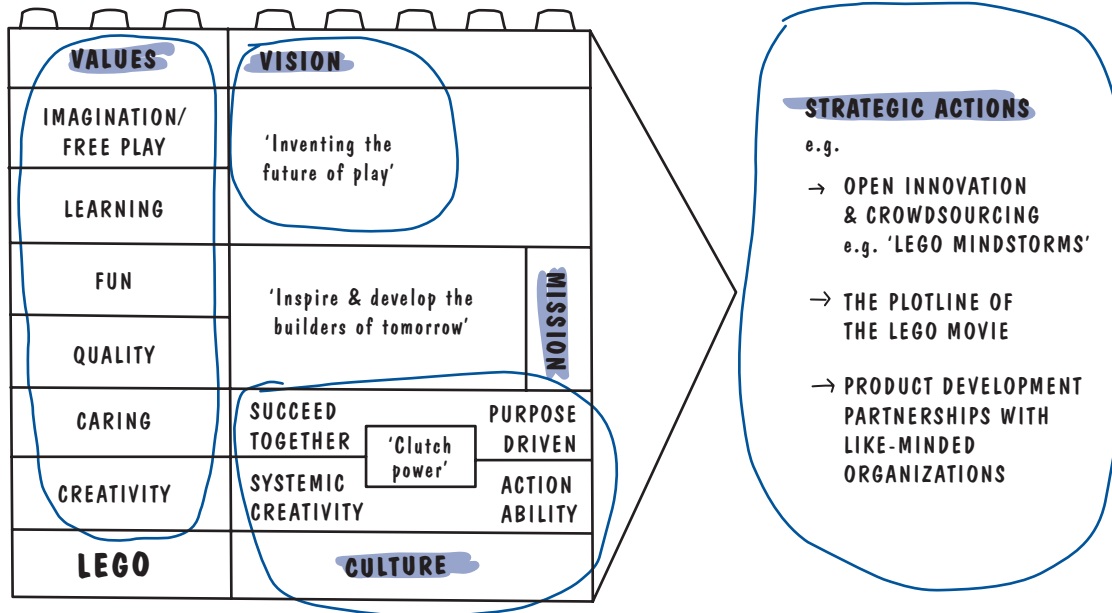 VALUES
IMAGINATION/
FREE PLAY
LEARNING
FUN
QUALITY
CARING
CREATIVITY
LEGO
VISION
'Inventing the
future of play'
'Inspire & develop the
builders of tomorrow'
MISSION
SUCCEED
TOGETHER
PURPOSE
DRIVEN
'Clutch
power'
SYSTEMIC
CREATIVITY
ACTION
ABILITY
CULTURE
STRATEGIC ACTIONS
e.g.
→ OPEN INNOVATION
& CROWDSOURCING
e.g. 'LEGO MINDSTORMS'
→ THE PLOTLINE OF
THE LEGO MOVIE
→ PRODUCT DEVELOPMENT
PARTNERSHIPS WITH
LIKE-MINDED
ORGANIZATIONS